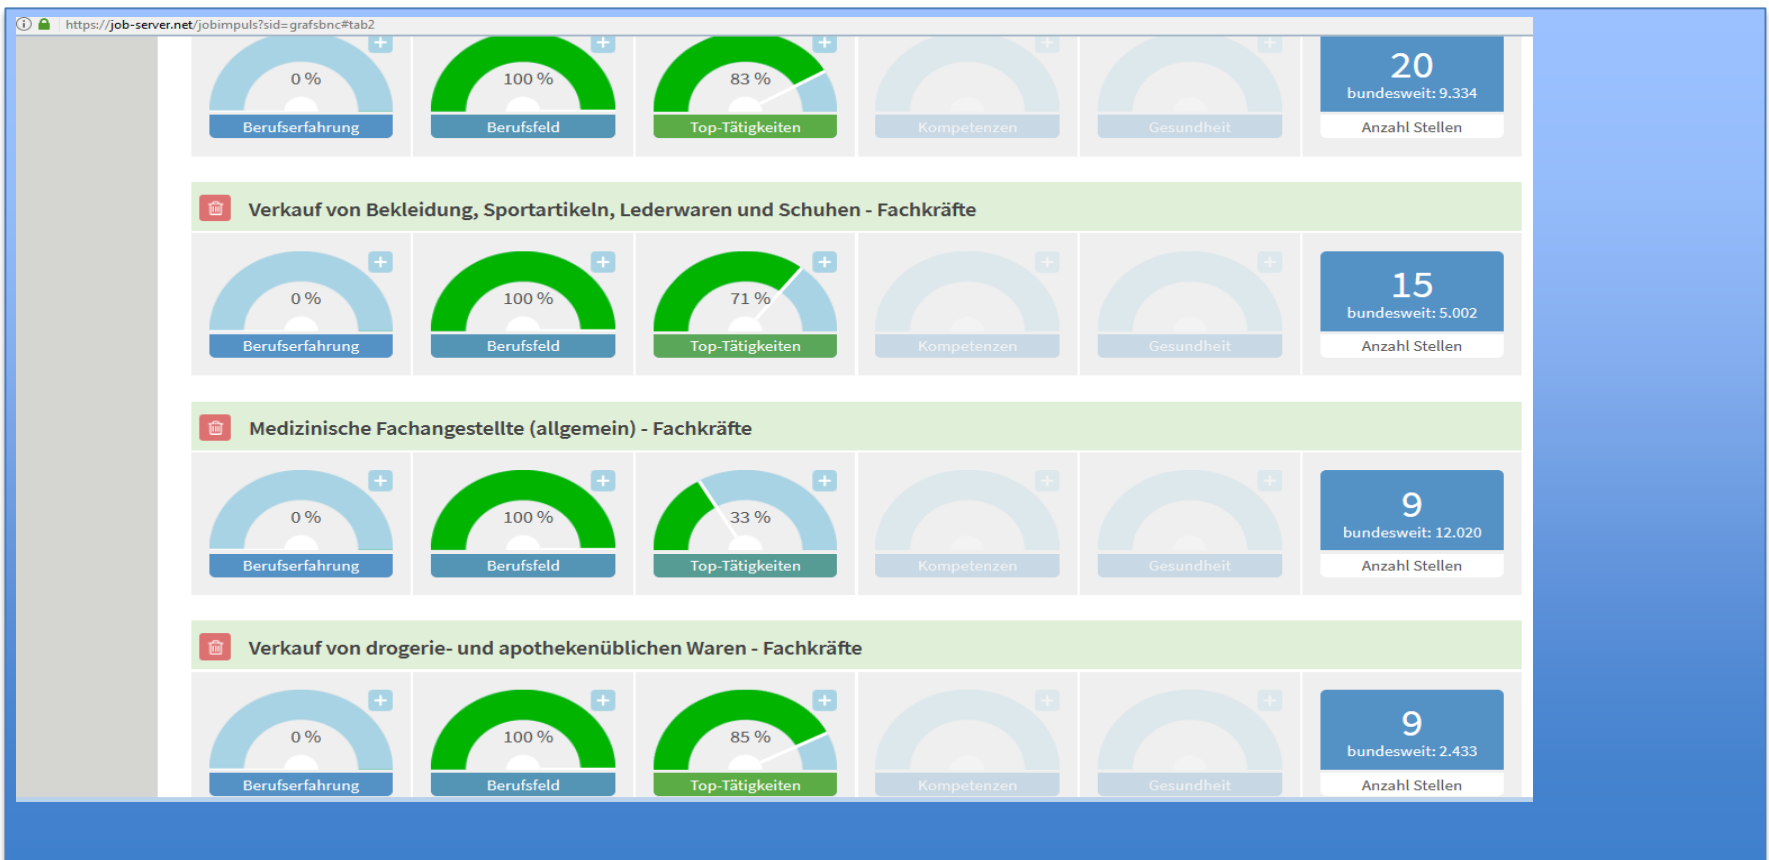 https://job-server.net/jobimpuls?sid=grafsbnc#tab2
0 %
100 %
83 %
20
bundesweit: 9.334
Berufserfahrung
Berufsfeld
Top-Tätigkeiten
Kompetenzen
Gesundheit
Anzahl Stellen
Verkauf von Bekleidung, Sportartikeln, Lederwaren und Schuhen - Fachkräfte
0 %
100 %
71 %
15
bundesweit: 5.002
Berufserfahrung
Berufsfeld
Top-Tätigkeiten
Kompetenzen
Gesundheit
Anzahl Stellen
Medizinische Fachangestellte (allgemein) - Fachkräfte
0 %
100 %
33 %
9
bundesweit: 12.020
Berufserfahrung
Berufsfeld
Top-Tätigkeiten
Kompetenzen
Gesundheit
Anzahl Stellen
Verkauf von drogerie- und apothekenüblichen Waren - Fachkräfte
0 %
100 %
85 %
9
bundesweit: 2.433
Berufserfahrung
Berufsfeld
Top-Tätigkeiten
Kompetenzen
Gesundheit
Anzahl Stellen